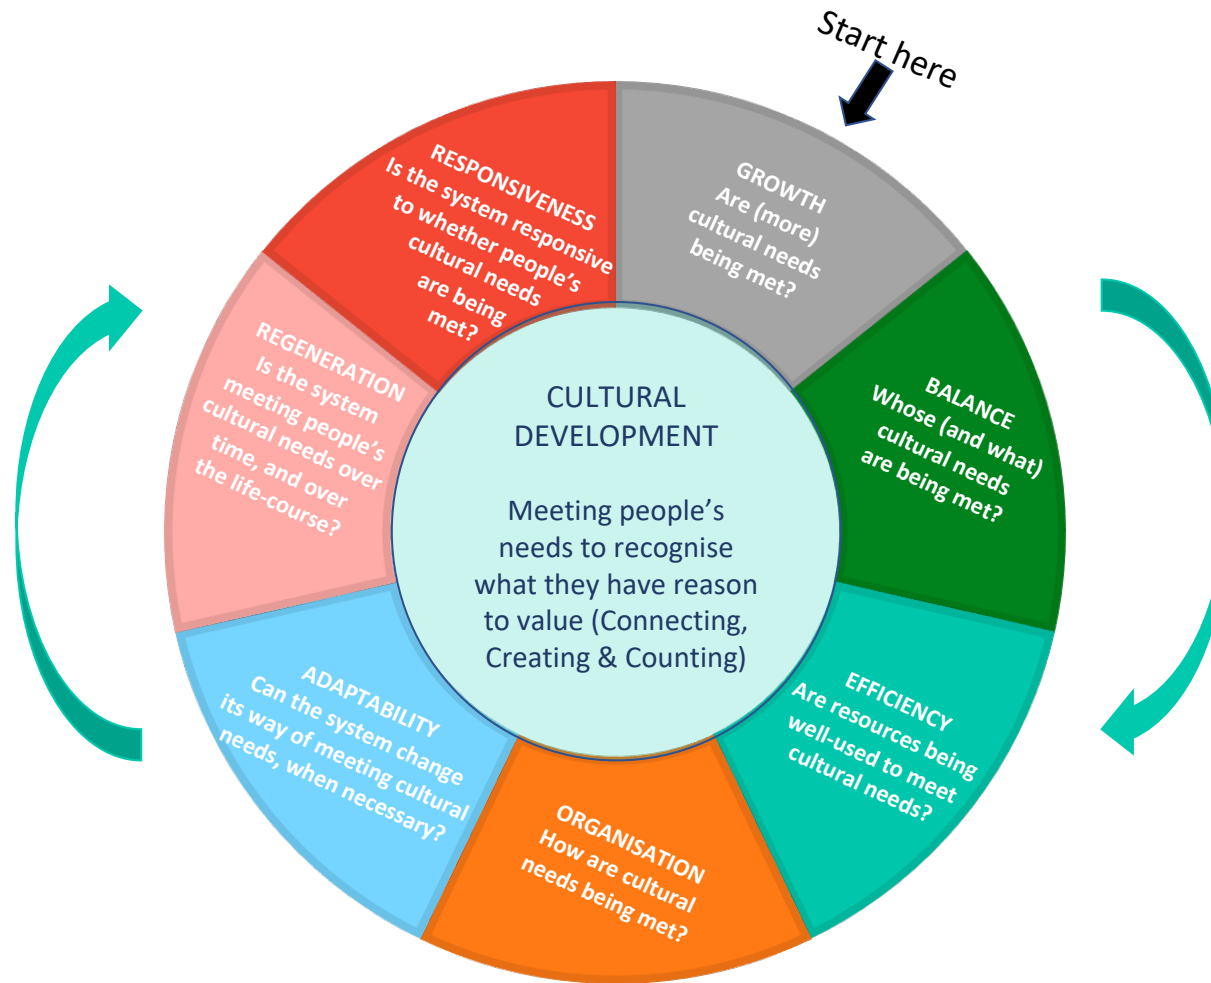 Start here
GROWTH
Are (more)
cultural needs
being met?
BALANCE
Whose (and what)
cultural needs
are being met?
EFFICIENCY
Are resources being
well-used to meet
cultural needs?
ORGANISATION
How are cultural
needs being met?
ADAPTABILITY
Can the system change
its way of meeting cultural
needs, when necessary?
REGENERATION
Is the system
meeting people’s
cultural needs over
time, and over
the life-course?
RESPONSIVENESS
Is the system responsive
to whether people’s
cultural needs
are being
met?
CULTURAL
DEVELOPMENT
Meeting people’s
needs to recognise
what they have reason
to value (Connecting,
Creating & Counting)